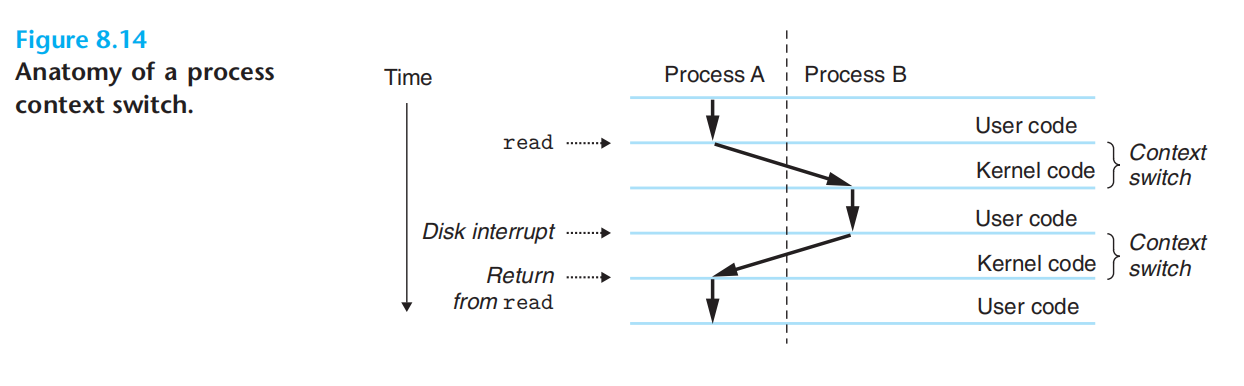 Figure 8.14
Anatomy of a process
context switch.
Time
Process A
Process B
User code
read
Kernel code
Context
switch
User code
Disk interrupt
Kernel code
Context
switch
Return
from read
User code